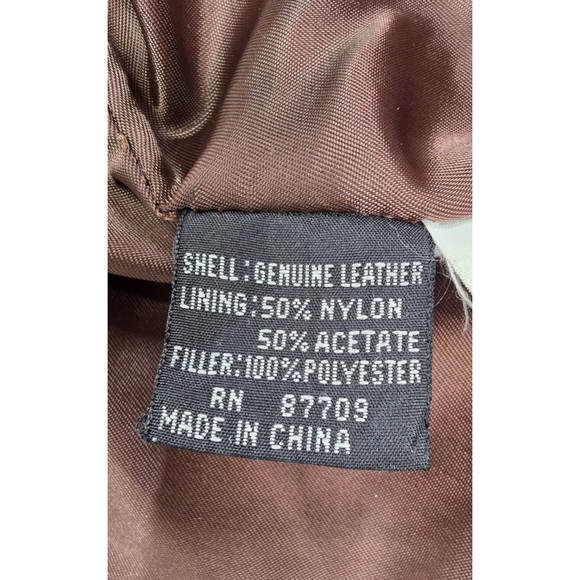 SHELL: GENUINE LEATHER
LINING: 50% NYLON
50% ACETATE
FILLER: 100% POLYESTER
RN 87709
MADE IN CHINA